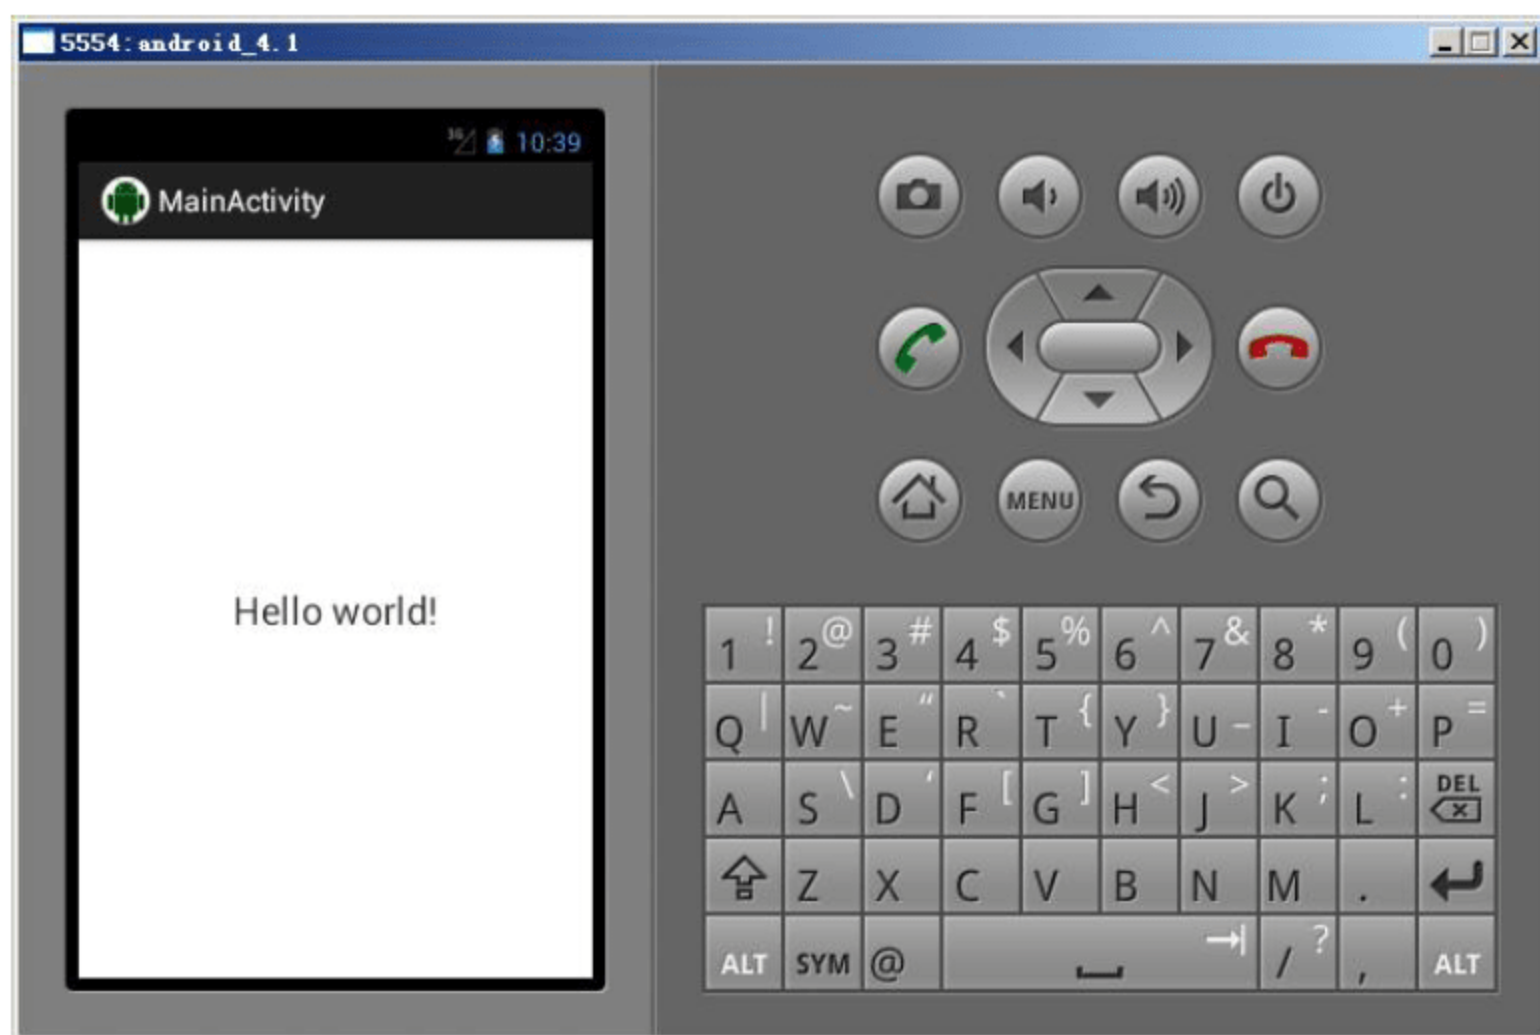 5554:android_4.1
3G 10:39
MainActivity
Hello world!
MENU
1 ! 2 @ 3 # 4 $ 5 % 6 ^ 7 & 8 * 9 ( 0 )
Q | W ~ E “ R ` T { Y } U _ I - O + P =
A S \ D ‘ F [ G ] H < J > K ; L : DEL
Z X C V B N M .
ALT SYM @ / ? , ALT